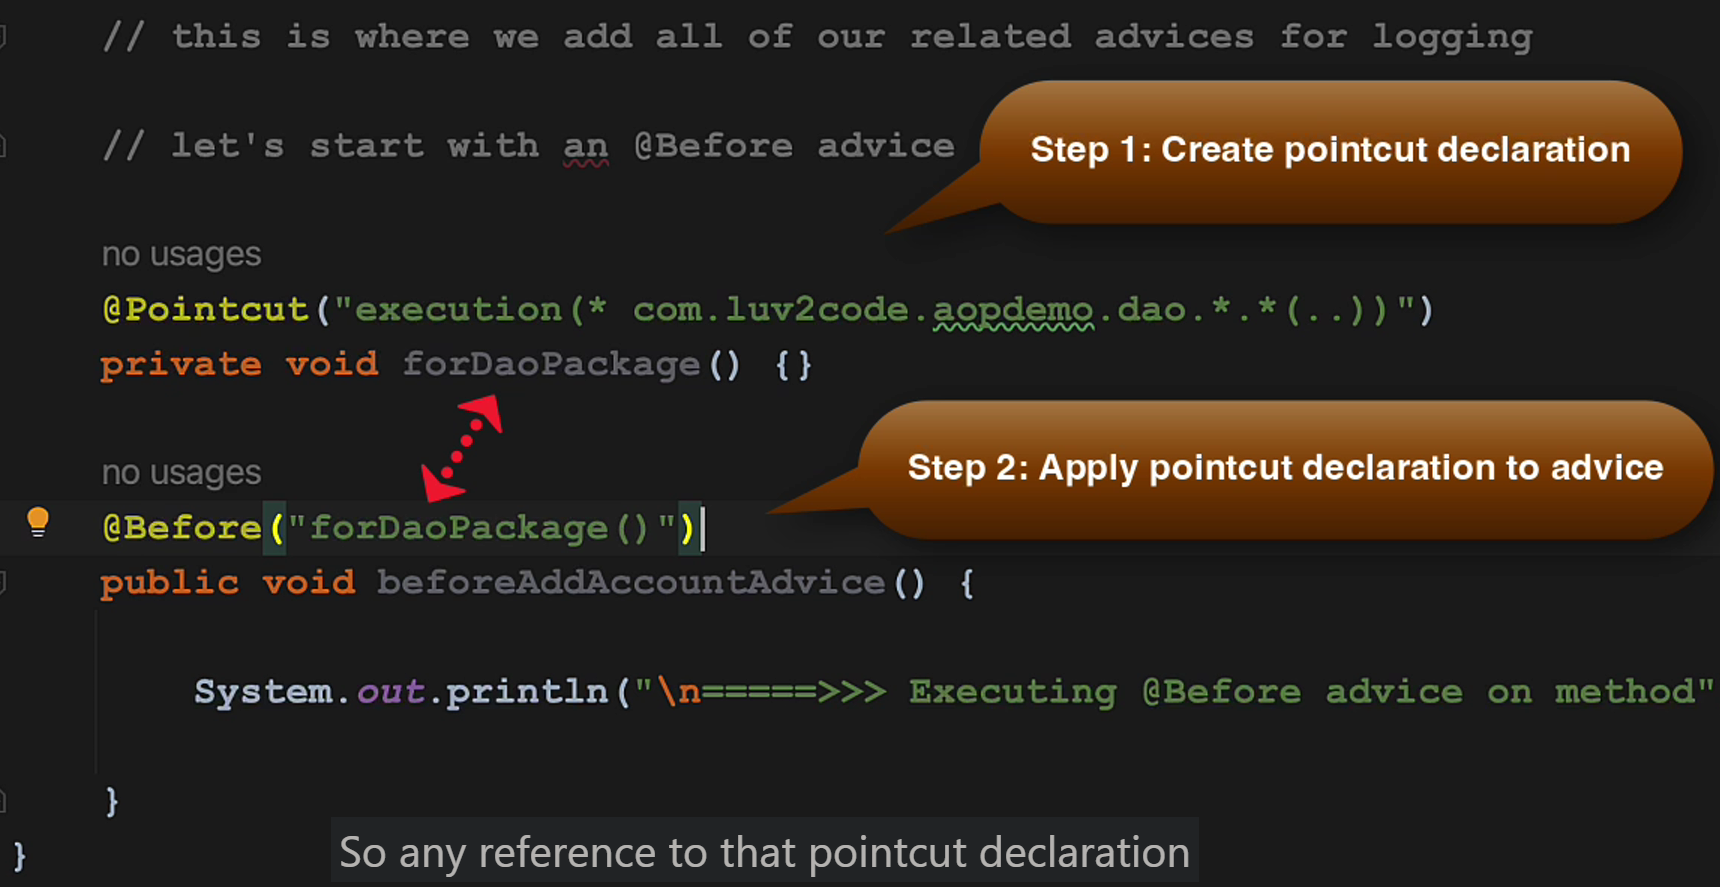 // this is where we add all of our related advices for logging
Step 1: Create pointcut declaration
// let's start with an @Before advice
no usages
@Pointcut("execution(* com.luv2code.aopdemo.dao.*.*(..))")
private void forDaoPackage() {}
no usages
Step 2: Apply pointcut declaration to advice
@Before("forDaoPackage()")
public void beforeAddAccountAdvice() {
System.out.println("\n=====>>> Executing @Before advice on method"
}
}
So any reference to that pointcut declaration